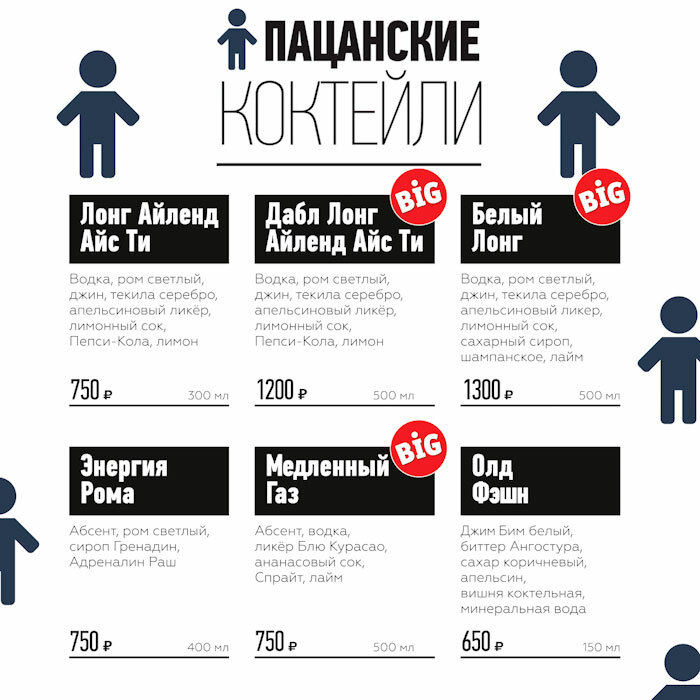 ПАЦАНСКИЕ
КОКТЕЙЛИ
Лонг Айленд
Айс Ти
Водка, ром светлый,
джин, текила серебро,
апельсиновый ликёр,
лимонный сок,
Пепси-Кола, лимон
750 ₽
300 мл
BiG
Дабл Лонг
Айленд Айс Ти
Водка, ром светлый,
джин, текила серебро,
апельсиновый ликёр,
лимонный сок,
Пепси-Кола, лимон
1200 ₽
500 мл
BiG
Белый
Лонг
Водка, ром светлый,
джин, текила серебро,
апельсиновый ликер,
лимонный сок,
сахарный сироп,
шампанское, лайм
1300 ₽
500 мл
Энергия
Рома
Абсент, ром светлый,
сироп Гренадин,
Адреналин Раш
750 ₽
400 мл
BiG
Медленный
Газ
Абсент, водка,
ликёр Блю Курасао,
ананасовый сок,
Спрайт, лайм
750 ₽
500 мл
Олд
Фэшн
Джим Бим белый,
биттер Ангостура,
сахар коричневый,
апельсин,
вишня коктельная,
минеральная вода
650 ₽
150 мл